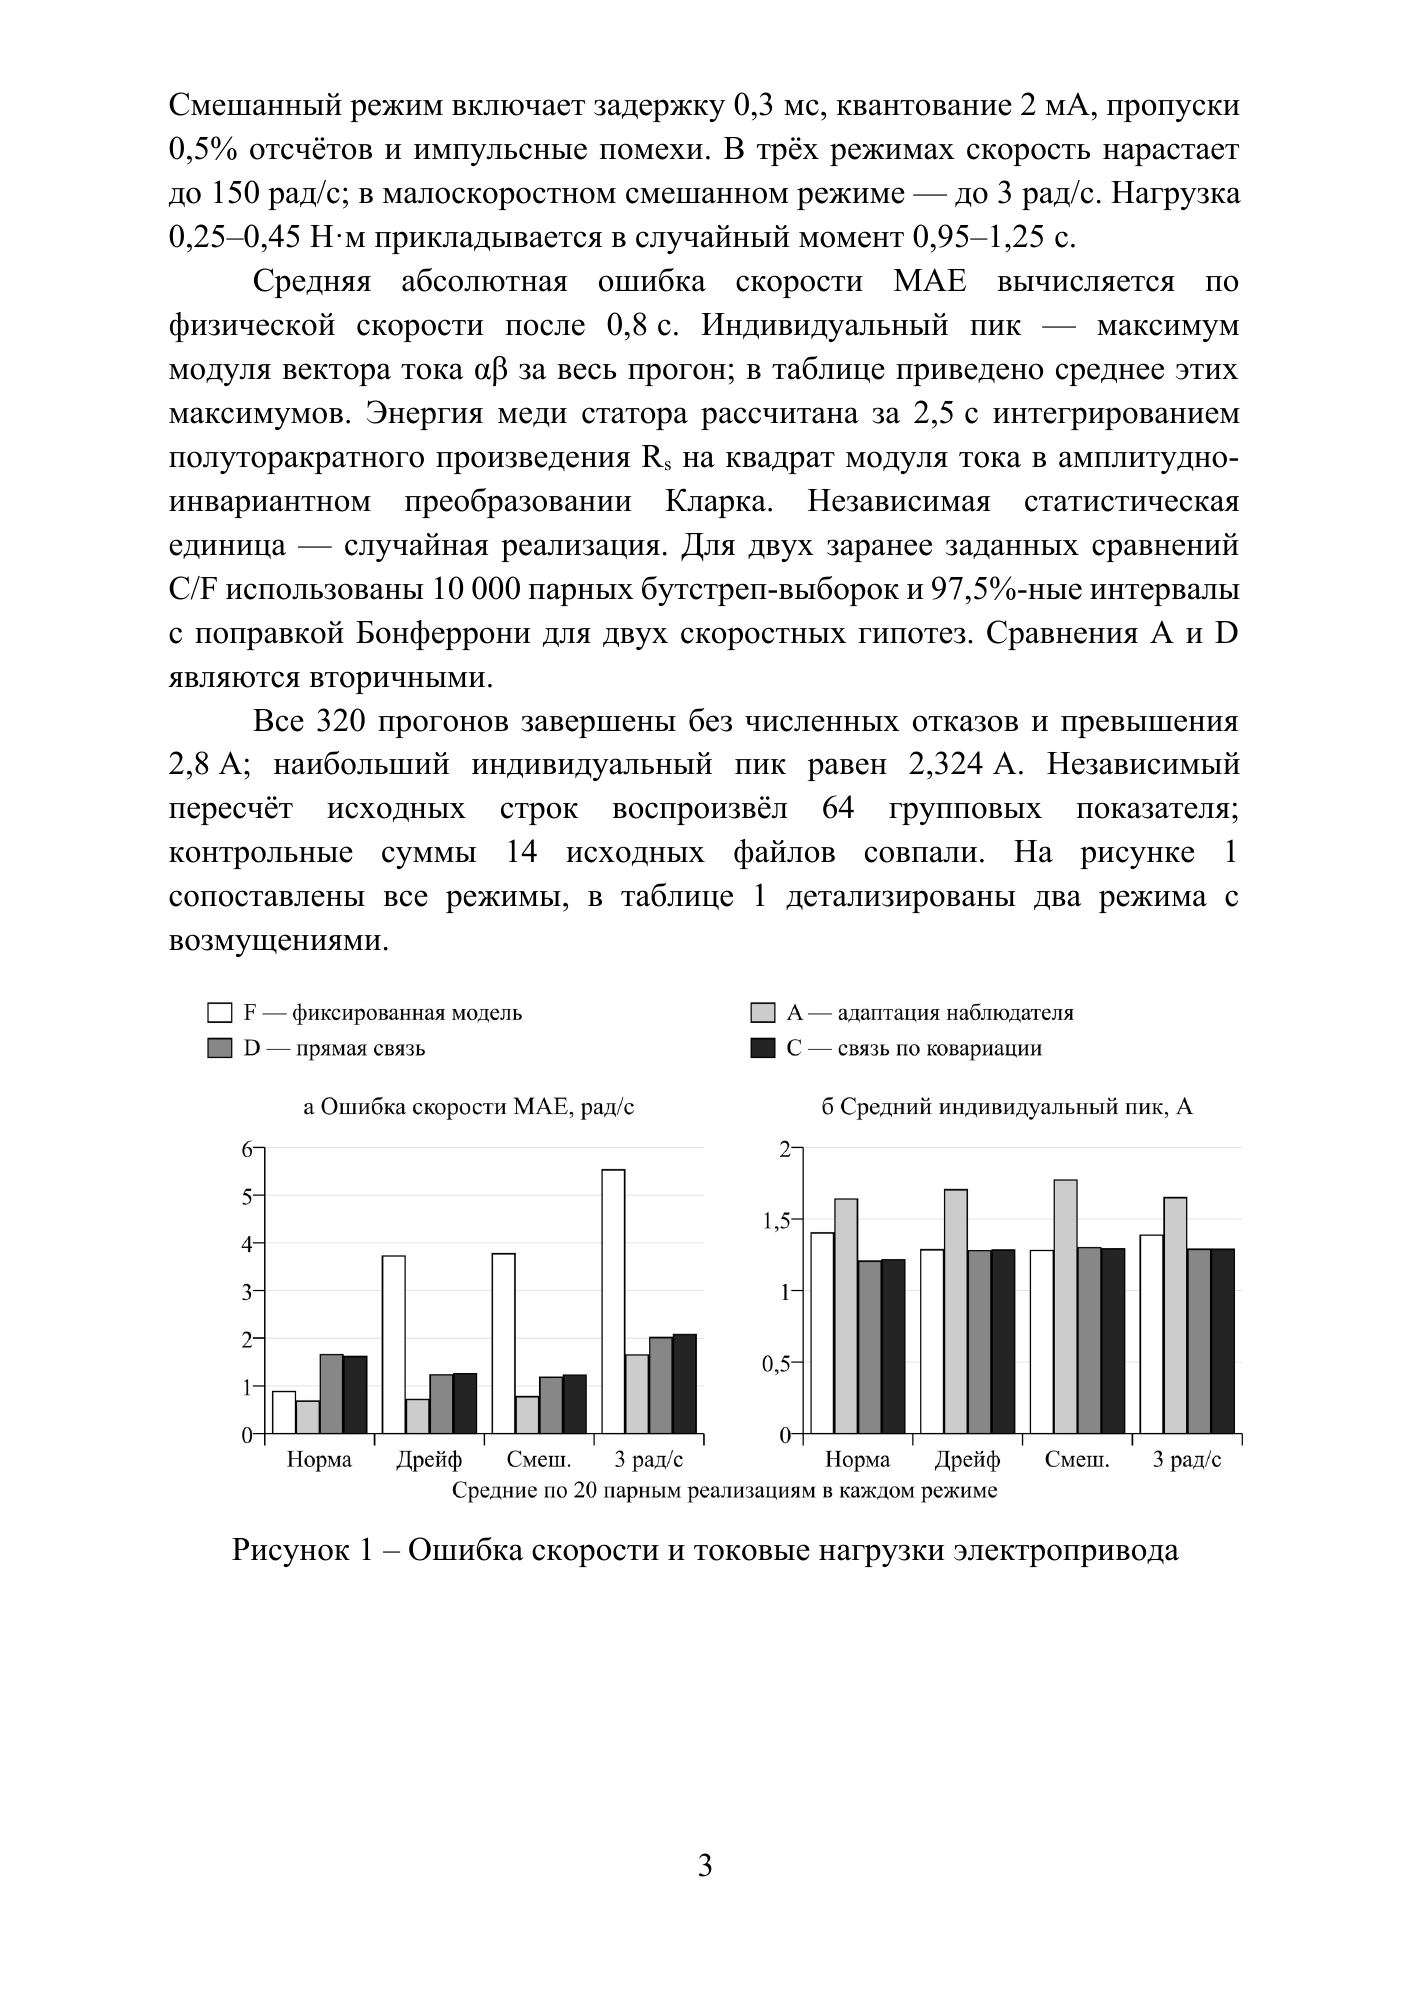 Смешанный режим включает задержку 0,3 мс, квантование 2 мА, пропуски
0,5% отсчётов и импульсные помехи. В трёх режимах скорость нарастает
до 150 рад/с; в малоскоростном смешанном режиме — до 3 рад/с. Нагрузка
0,25–0,45 Н·м прикладывается в случайный момент 0,95–1,25 с.
Средняя абсолютная ошибка скорости MAE вычисляется по
физической скорости после 0,8 с. Индивидуальный пик — максимум
модуля вектора тока αβ за весь прогон; в таблице приведено среднее этих
максимумов. Энергия меди статора рассчитана за 2,5 с интегрированием
полуторакратного произведения Rₛ на квадрат модуля тока в амплитудно-
инвариантном преобразовании Кларка. Независимая статистическая
единица — случайная реализация. Для двух заранее заданных сравнений
C/F использованы 10 000 парных бутстреп-выборок и 97,5%-ные интервалы
с поправкой Бонферрони для двух скоростных гипотез. Сравнения A и D
являются вторичными.
Все 320 прогонов завершены без численных отказов и превышения
2,8 А; наибольший индивидуальный пик равен 2,324 А. Независимый
пересчёт исходных строк воспроизвёл 64 групповых показателя;
контрольные суммы 14 исходных файлов совпали. На рисунке 1
сопоставлены все режимы, в таблице 1 детализированы два режима с
возмущениями.
F — фиксированная модель
A — адаптация наблюдателя
D — прямая связь
C — связь по ковариации
а Ошибка скорости MAE, рад/с
6
5
4
3
2
1
0
Норма Дрейф Смеш. 3 рад/с
б Средний индивидуальный пик, А
2
1,5
1
0,5
0
Норма Дрейф Смеш. 3 рад/с
Средние по 20 парным реализациям в каждом режиме
Рисунок 1 – Ошибка скорости и токовые нагрузки электропривода
3